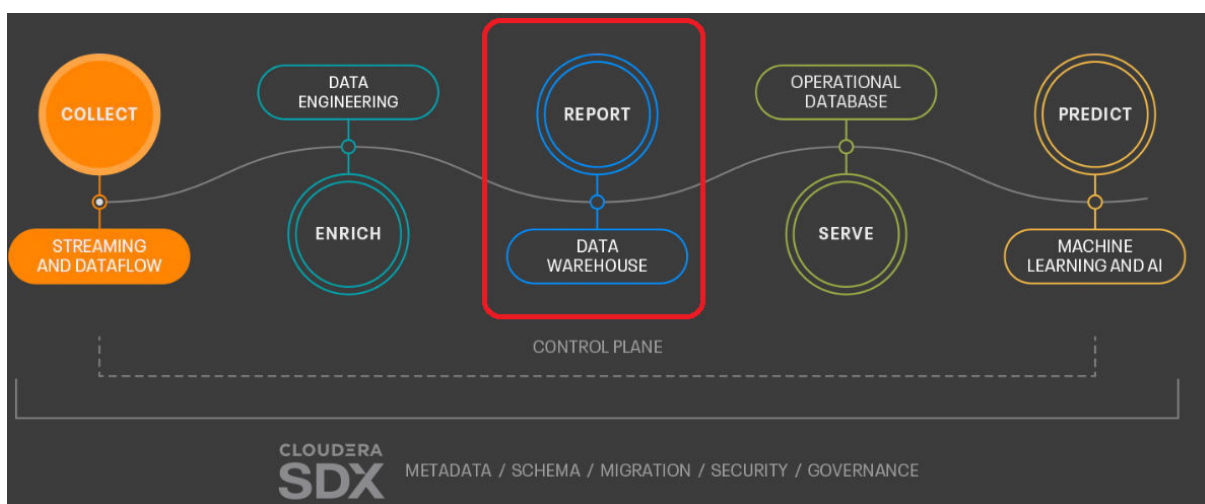 COLLECT
STREAMING
AND DATAFLOW
DATA
ENGINEERING
ENRICH
REPORT
DATA
WAREHOUSE
OPERATIONAL
DATABASE
SERVE
PREDICT
MACHINE
LEARNING AND AI
CONTROL PLANE
CLOUDERA
SDX
METADATA / SCHEMA / MIGRATION / SECURITY / GOVERNANCE